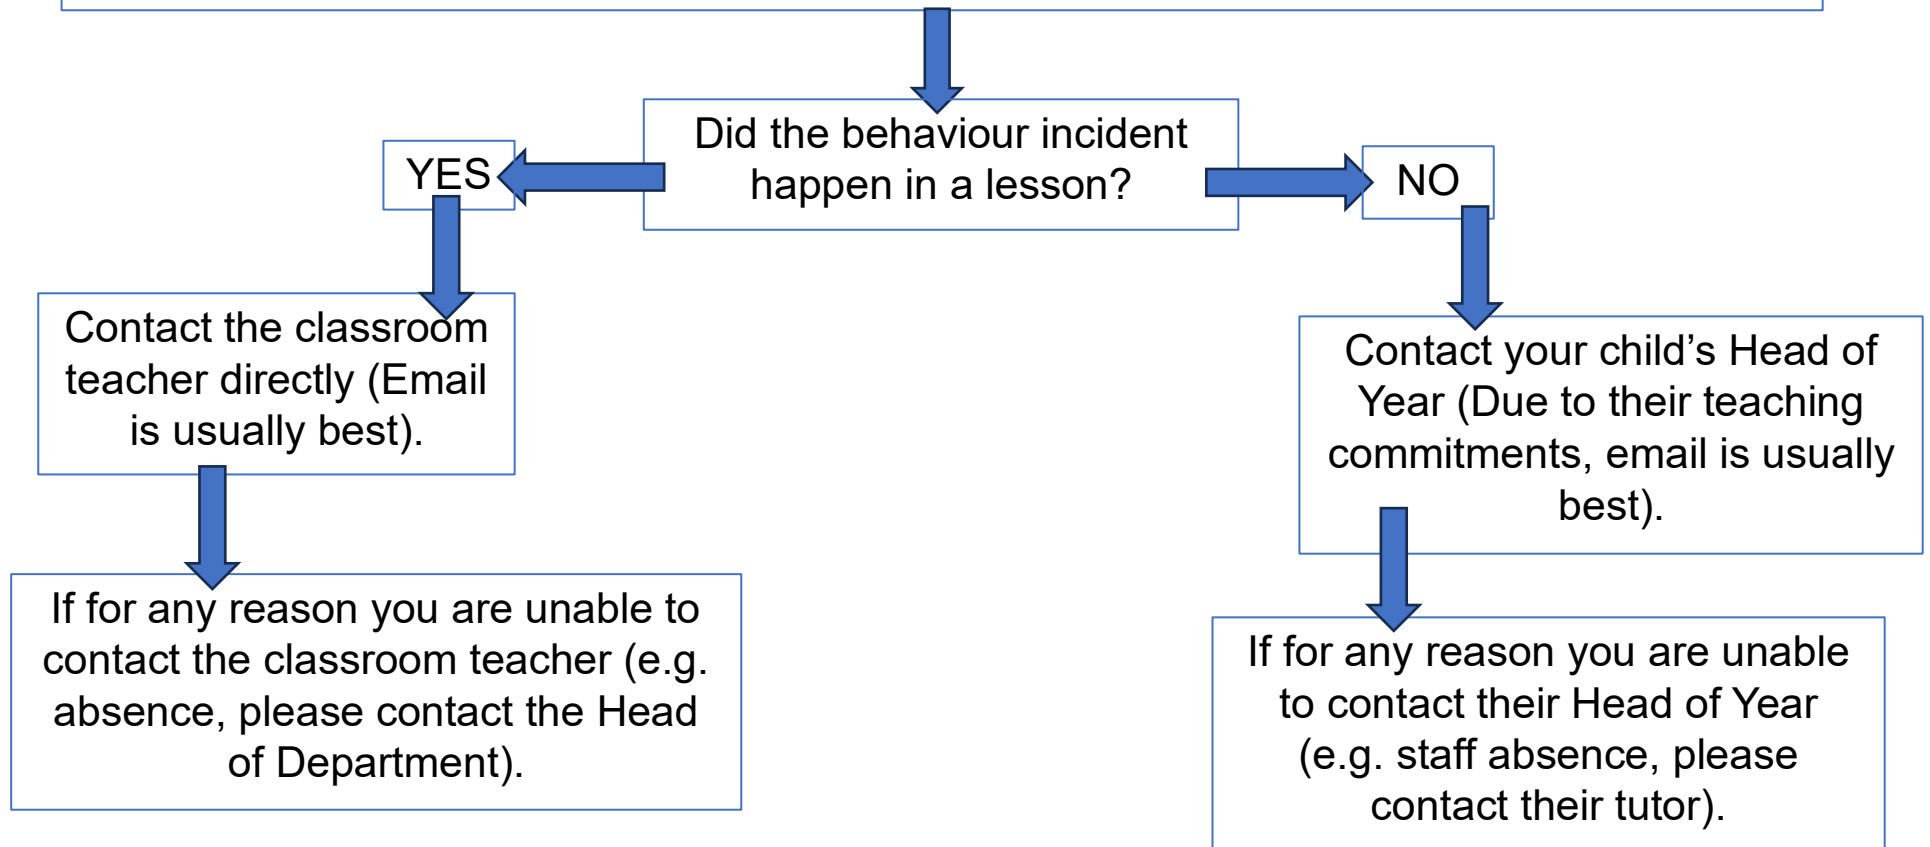 Did the behaviour incident
happen in a lesson?
YES
NO
Contact the classroom
teacher directly (Email
is usually best).
Contact your child’s Head of
Year (Due to their teaching
commitments, email is usually
best).
If for any reason you are unable to
contact the classroom teacher (e.g.
absence, please contact the Head
of Department).
If for any reason you are unable
to contact their Head of Year
(e.g. staff absence, please
contact their tutor).